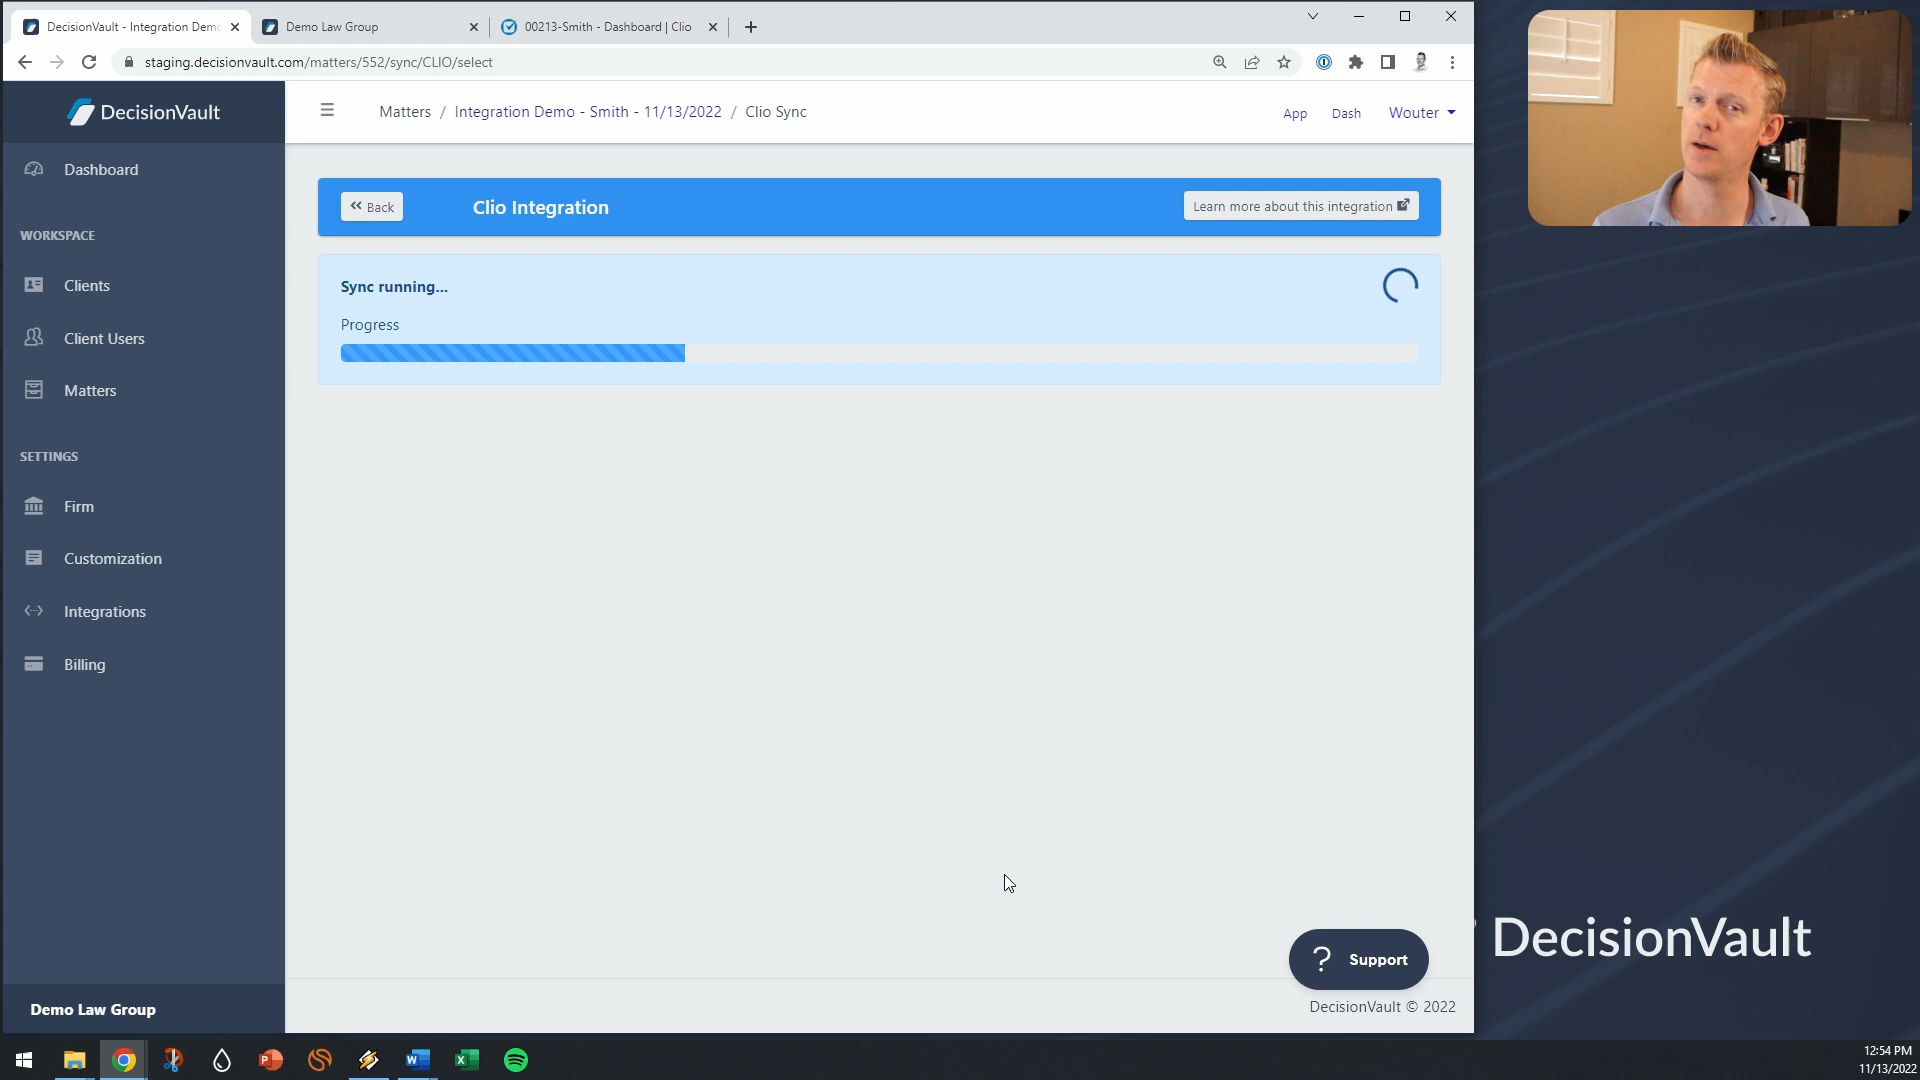 DecisionVault - Integration Demo
Demo Law Group
00213-Smith - Dashboard | Clio
staging.decisionvault.com/matters/552/sync/CLIO/select
DecisionVault
Matters / Integration Demo - Smith - 11/13/2022 / Clio Sync
App
Dash
Wouter
Dashboard
WORKSPACE
Clients
Client Users
Matters
SETTINGS
Firm
Customization
Integrations
Billing
Demo Law Group
Back
Clio Integration
Learn more about this integration
Sync running...
Progress
? Support
DecisionVault © 2022
DecisionVault
12:54 PM
11/13/2022